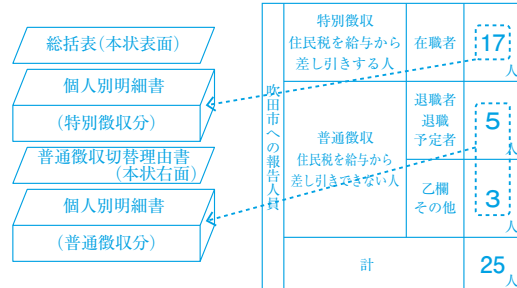 総括表(本状表面)
個人別明細書
(特別徴収分)
普通徴収切替理由書
(本状右面)
個人別明細書
(普通徴収分)
吹田市への報告人員
特別徴収
住民税を給与から
差し引きする人
在職者
17
人
普通徴収
住民税を給与から
差し引きできない人
退職者
退職
予定者
5
人
乙欄
その他
3
人
計
25
人